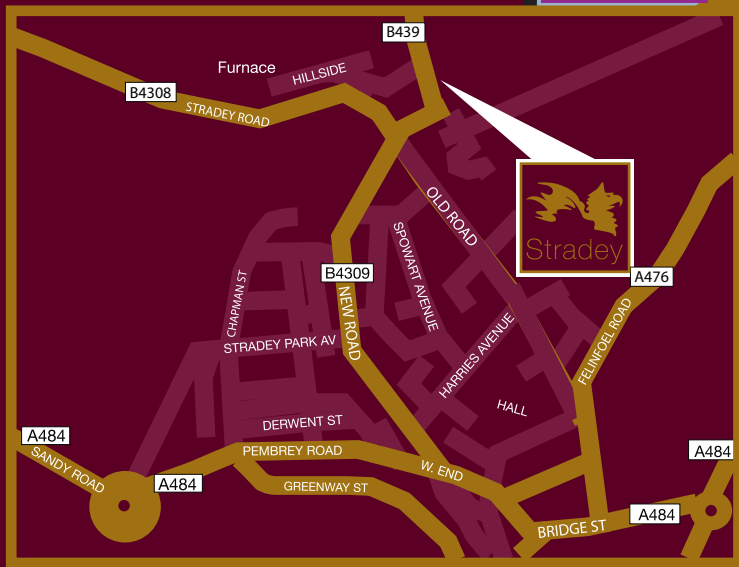 B439
Furnace
HILLSIDE
B4308
STRADEY ROAD
OLD ROAD
Stradey
A476
SPOWART AVENUE
B4309
CHAPMAN ST
NEW ROAD
STRADEY PARK AV
HARRIES AVENUE
FELINFOEL ROAD
HALL
DERWENT ST
A484
SANDY ROAD
PEMBREY ROAD
A484
W. END
GREENWAY ST
A484
A484
BRIDGE ST